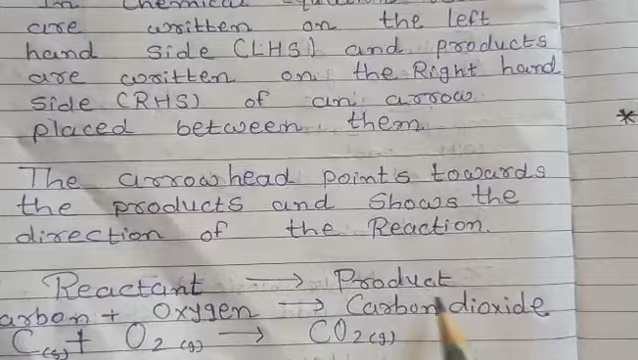 In Chemical
are written on the left
hand side (LHS) and products
are written on the Right hand
side (RHS) of an arrow
placed between them.
*
The arrowhead points towards
the products and shows the
direction of the Reaction.
Reactant → Product
arbon + Oxygen → Carbon dioxide
C(g) + O2 (g) → CO2(g)